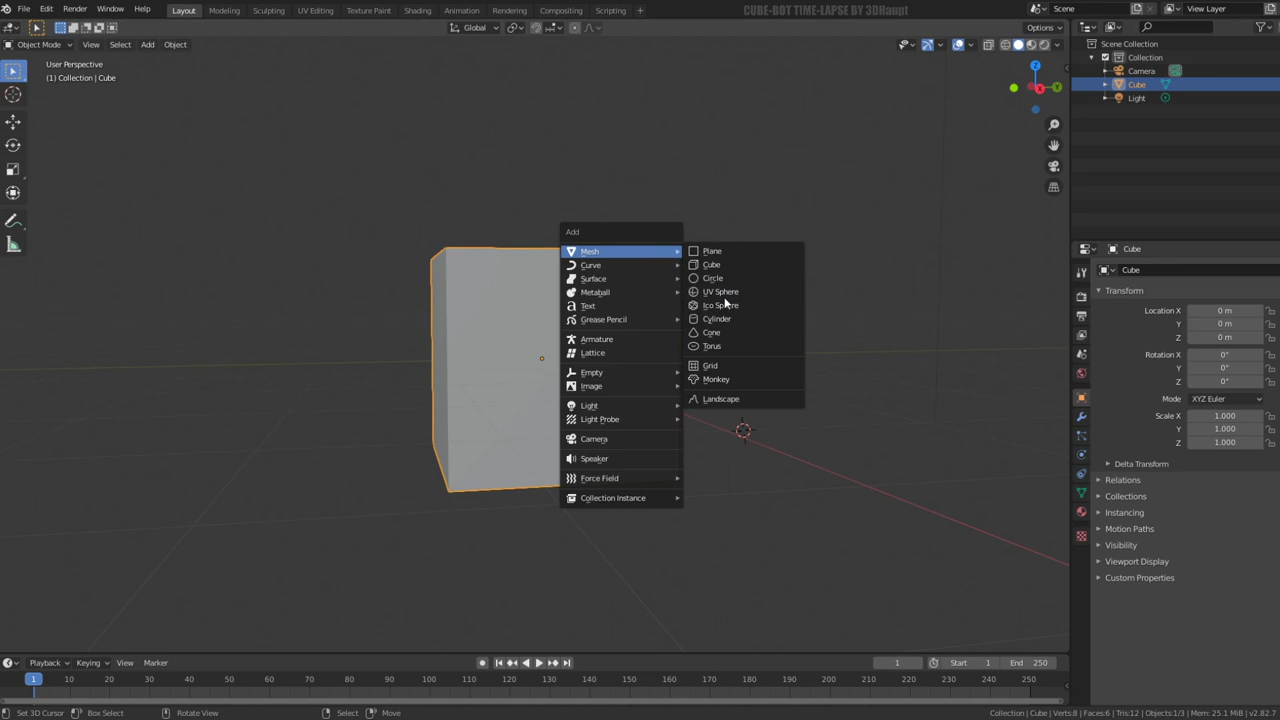 File Edit Render Window Help Layout Modeling Sculpting UV Editing Texture Paint Shading Animation Rendering Compositing Scripting CUBE-BOT TIME-LAPSE BY 3DHaupt Scene View Layer
Global Options
Object Mode View Select Add Object
User Perspective
(1) Collection | Cube
Z
X
Y
Scene Collection
Collection
Camera
Cube
Light
Add
Mesh
Curve
Surface
Metaball
Text
Grease Pencil
Armature
Lattice
Empty
Image
Light
Light Probe
Camera
Speaker
Force Field
Collection Instance
Plane
Cube
Circle
UV Sphere
Ico Sphere
Cylinder
Cone
Torus
Grid
Monkey
Landscape
Cube
Cube
Transform
Location X 0 m
Y 0 m
Z 0 m
Rotation X 0°
Y 0°
Z 0°
Mode XYZ Euler
Scale X 1.000
Y 1.000
Z 1.000
Delta Transform
Relations
Collections
Instancing
Motion Paths
Visibility
Viewport Display
Custom Properties
Playback Keying View Marker 1 Start 1 End 250
1 10 20 30 40 50 60 70 80 90 100 110 120 130 140 150 160 170 180 190 200 210 220 230 240 250
Set 3D Cursor Box Select Rotate View Select Move Collection | Cube | Verts:8 | Faces:6 | Tris:12 | Objects:1/3 | Mem: 25.1 MiB | v2.82.7